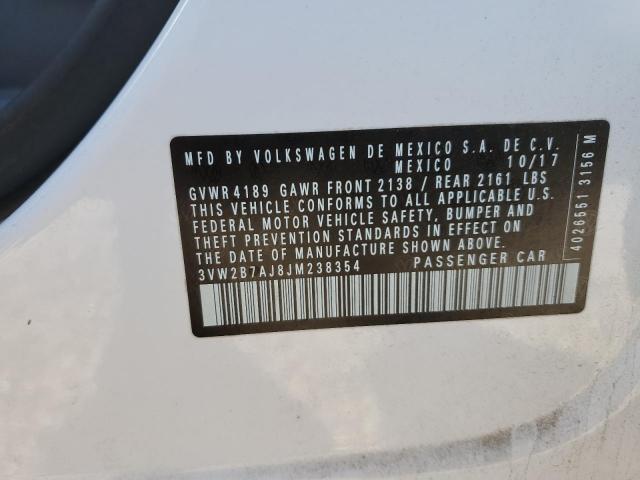 MFD BY VOLKSWAGEN DE MEXICO S.A. DE C.V.
MEXICO 10/17
GVWR 4189 GAWR FRONT 2138 / REAR 2161 LBS
THIS VEHICLE CONFORMS TO ALL APPLICABLE U.S.
FEDERAL MOTOR VEHICLE SAFETY, BUMPER AND
THEFT PREVENTION STANDARDS IN EFFECT ON
THE DATE OF MANUFACTURE SHOWN ABOVE.
3VW2B7AJ8JM238354 PASSENGER CAR
4026551 3156 M